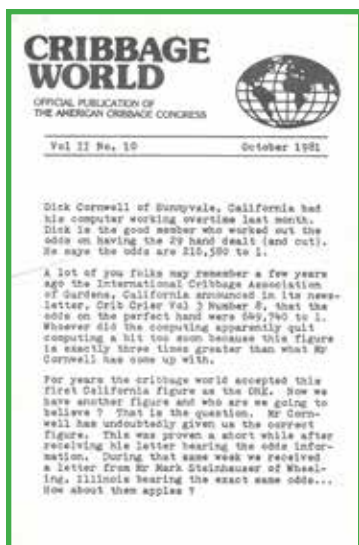 CRIBBAGE
WORLD
OFFICIAL PUBLICATION OF
THE AMERICAN CRIBBAGE CONGRESS
Vol II No. 10 October 1981
Dick Cornwell of Sunnyvale, California had
his computer working overtime last month.
Dick is the good member who worked out the
odds on having the 29 hand dealt (and cut).
He says the odds are 216,580 to 1.
A lot of you folks may remember a few years
ago the International Cribbage Association
of Gardena, California announced in its news-
letter, Crib Crier Vol 3 Number 8, that the
odds on the perfect hand were 649,740 to 1.
Whoever did the computing apparently quit
computing a bit too soon because this figure
is exactly three times greater than what Mr
Cornwell has come up with.
For years the cribbage world accepted this
first California figure as the ONE. Now we
have another figure and who are we going to
believe ? That is the question. Mr Corn-
well has undoubtedly given us the correct
figure. This was proven a short while after
receiving his letter bearing the odds infor-
mation. During that same week we received
a letter from Mr Mark Steinhauser of Wheel-
ing, Illinois bearing the exact same odds...
How about them apples ?